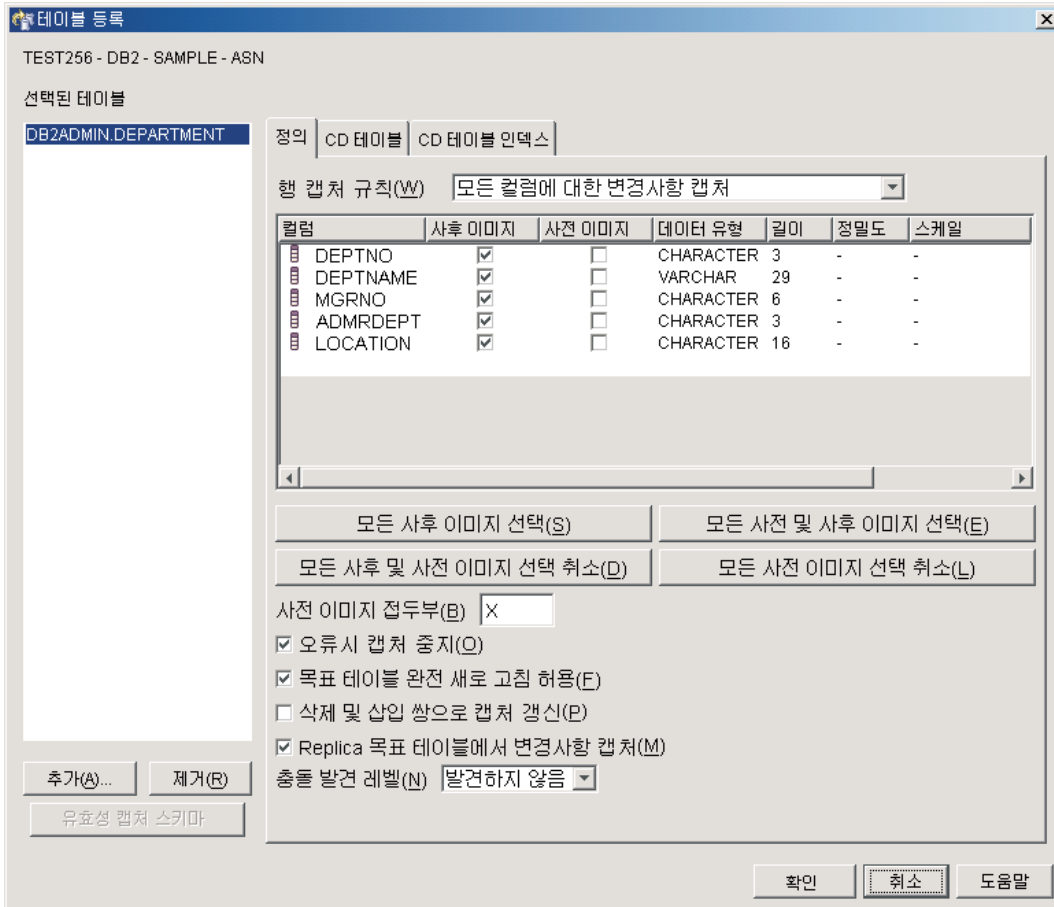 테이블 등록
TEST256 - DB2 - SAMPLE - ASN
선택된 테이블
DB2ADMIN.DEPARTMENT
정의 CD 테이블 CD 테이블 인덱스
행 캡처 규칙(W) 모든 컬럼에 대한 변경사항 캡처
컬럼 사후 이미지 사전 이미지 데이터 유형 길이 정밀도 스케일
DEPTNO CHARACTER 3 - -
DEPTNAME VARCHAR 29 - -
MGRNO CHARACTER 6 - -
ADMRDEPT CHARACTER 3 - -
LOCATION CHARACTER 16 - -
모든 사후 이미지 선택(S) 모든 사전 및 사후 이미지 선택(E)
모든 사후 및 사전 이미지 선택 취소(D) 모든 사전 이미지 선택 취소(L)
사전 이미지 접두부(B) X
오류시 캡처 중지(O)
목표 테이블 완전 새로 고침 허용(F)
삭제 및 삽입 쌍으로 캡처 갱신(P)
Replica 목표 테이블에서 변경사항 캡처(M)
충돌 발견 레벨(N) 발견하지 않음
추가(A)... 제거(R)
유효성 캡처 스키마
확인 취소 도움말